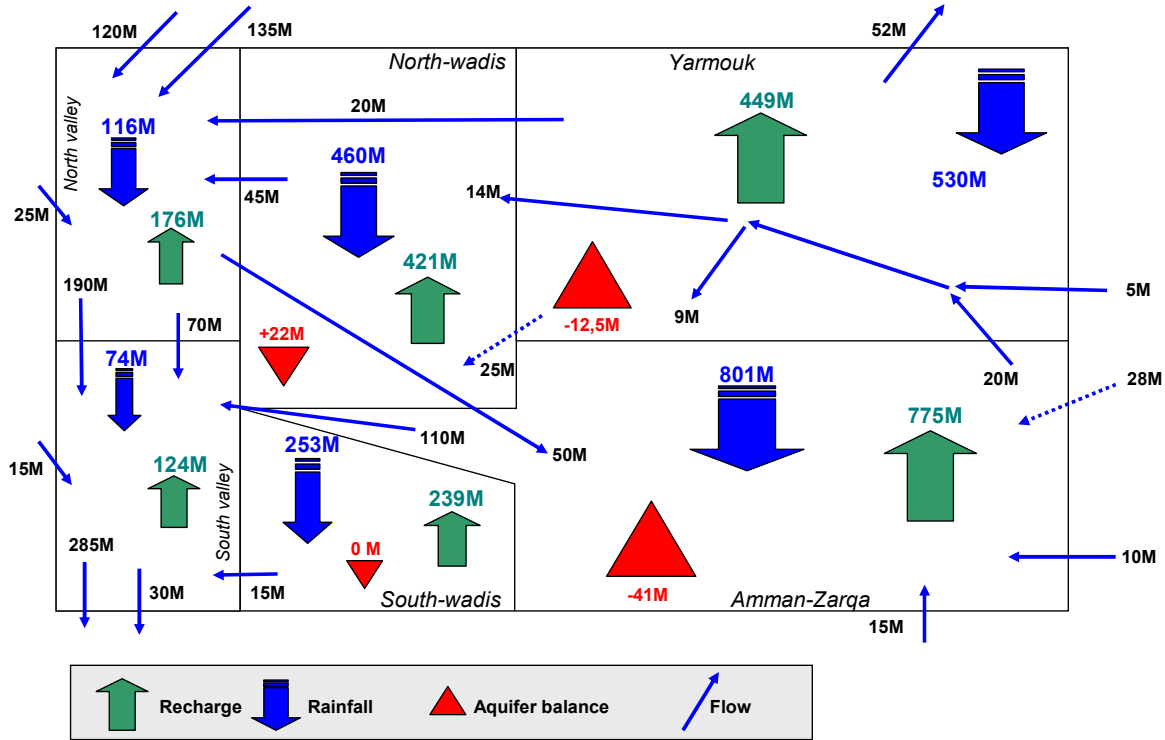 120M
135M
52M
North-wadis
Yarmouk
North valley
116M
20M
449M
460M
530M
45M
14M
25M
176M
190M
421M
5M
9M
-12,5M
+22M
70M
74M
25M
20M
28M
801M
775M
110M
253M
50M
15M
124M
239M
South valley
285M
0 M
10M
30M
15M
South-wadis
-41M
Amman-Zarqa
15M
Recharge
Rainfall
Aquifer balance
Flow